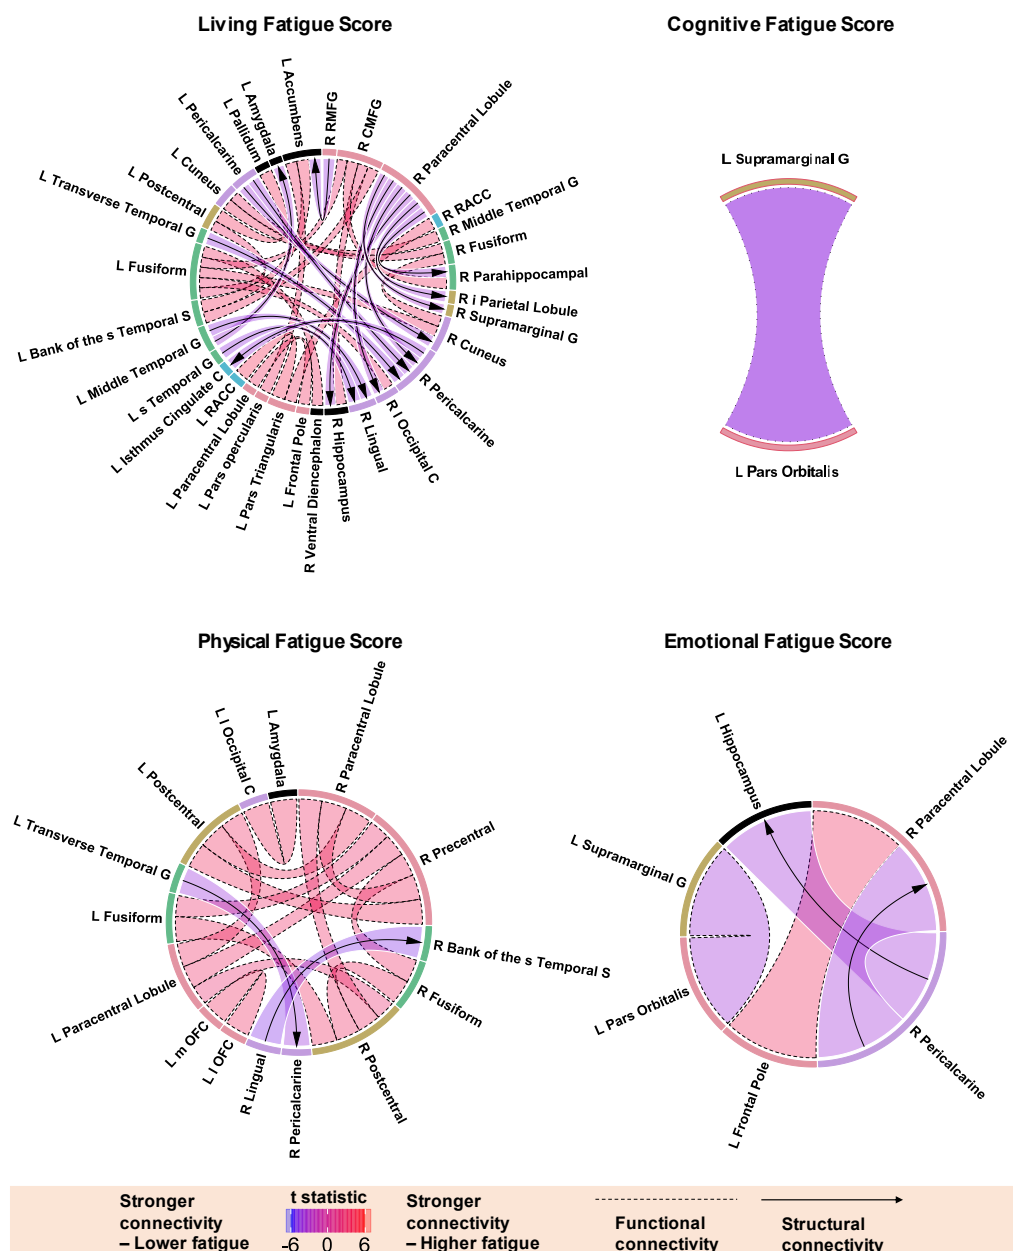 Living Fatigue Score
Cognitive Fatigue Score
L Accumbens
L Amygdala
L Pallidum
L Pericalcarine
L Cuneus
L Postcentral
L Transverse Temporal G
L Fusiform
L Bank of the s Temporal S
L Middle Temporal G
L s Temporal G
L Isthmus Cingulate C
L RACC
L Paracentral Lobule
L Pars opercularis
L Pars Triangularis
L Frontal Pole
R Ventral Diencephalon
R Hippocampus
R Lingual
R l Occipital C
R Pericalcarine
R Cuneus
R Supramarginal G
R i Parietal Lobule
R Parahippocampal
R Fusiform
R Middle Temporal G
R RACC
R Paracentral Lobule
R CMFG
R RMFG
L Supramarginal G
L Pars Orbitalis
Physical Fatigue Score
Emotional Fatigue Score
L Amygdala
L l Occipital C
L Postcentral
L Transverse Temporal G
L Fusiform
L Paracentral Lobule
L m OFC
L l OFC
R Lingual
R Pericalcarine
R Postcentral
R Fusiform
R Bank of the s Temporal S
R Precentral
R Paracentral Lobule
L Hippocampus
L Supramarginal G
L Pars Orbitalis
L Frontal Pole
R Pericalcarine
R Paracentral Lobule
Stronger
connectivity
– Lower fatigue
t statistic
-6 0 6
Stronger
connectivity
– Higher fatigue
Functional
connectivity
Structural
connectivity